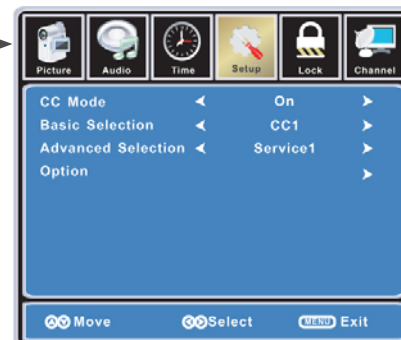 Picture Audio Time Setup Lock Channel
CC Mode On
Basic Selection CC1
Advanced Selection Service1
Option
Move Select MENU Exit